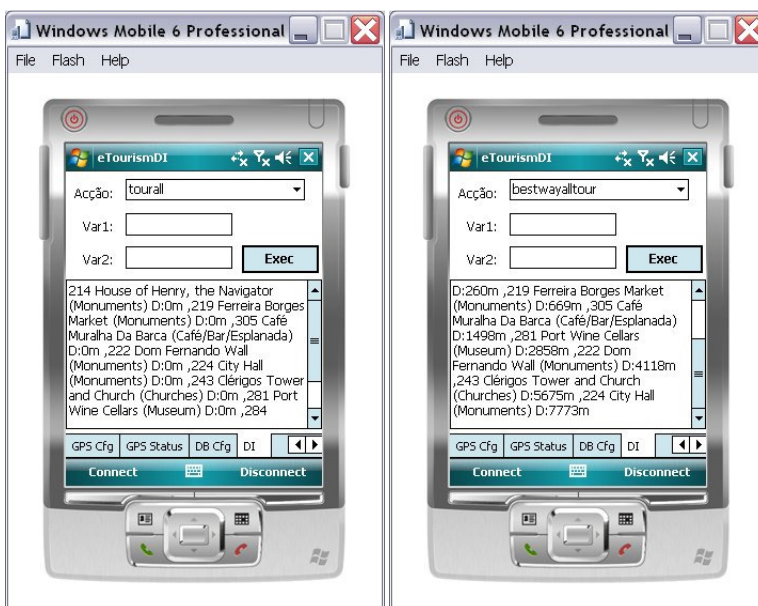 Windows Mobile 6 Professional
File Flash Help
eTourismDI
Acção: tourall
Var1:
Var2: Exec
214 House of Henry, the Navigator
(Monuments) D:0m ,219 Ferreira Borges
Market (Monuments) D:0m ,305 Café
Muralha Da Barca (Café/Bar/Esplanada)
D:0m ,222 Dom Fernando Wall
(Monuments) D:0m ,224 City Hall
(Monuments) D:0m ,243 Clérigos Tower
and Church (Churches) D:0m ,281 Port
Wine Cellars (Museum) D:0m ,284
GPS Cfg GPS Status DB Cfg DI
Connect Disconnect
Windows Mobile 6 Professional
File Flash Help
eTourismDI
Acção: bestwayalltour
Var1:
Var2: Exec
D:260m ,219 Ferreira Borges Market
(Monuments) D:669m ,305 Café
Muralha Da Barca (Café/Bar/Esplanada)
D:1498m ,281 Port Wine Cellars
(Museum) D:2858m ,222 Dom
Fernando Wall (Monuments) D:4118m
,243 Clérigos Tower and Church
(Churches) D:5675m ,224 City Hall
(Monuments) D:7773m
GPS Cfg GPS Status DB Cfg DI
Connect Disconnect